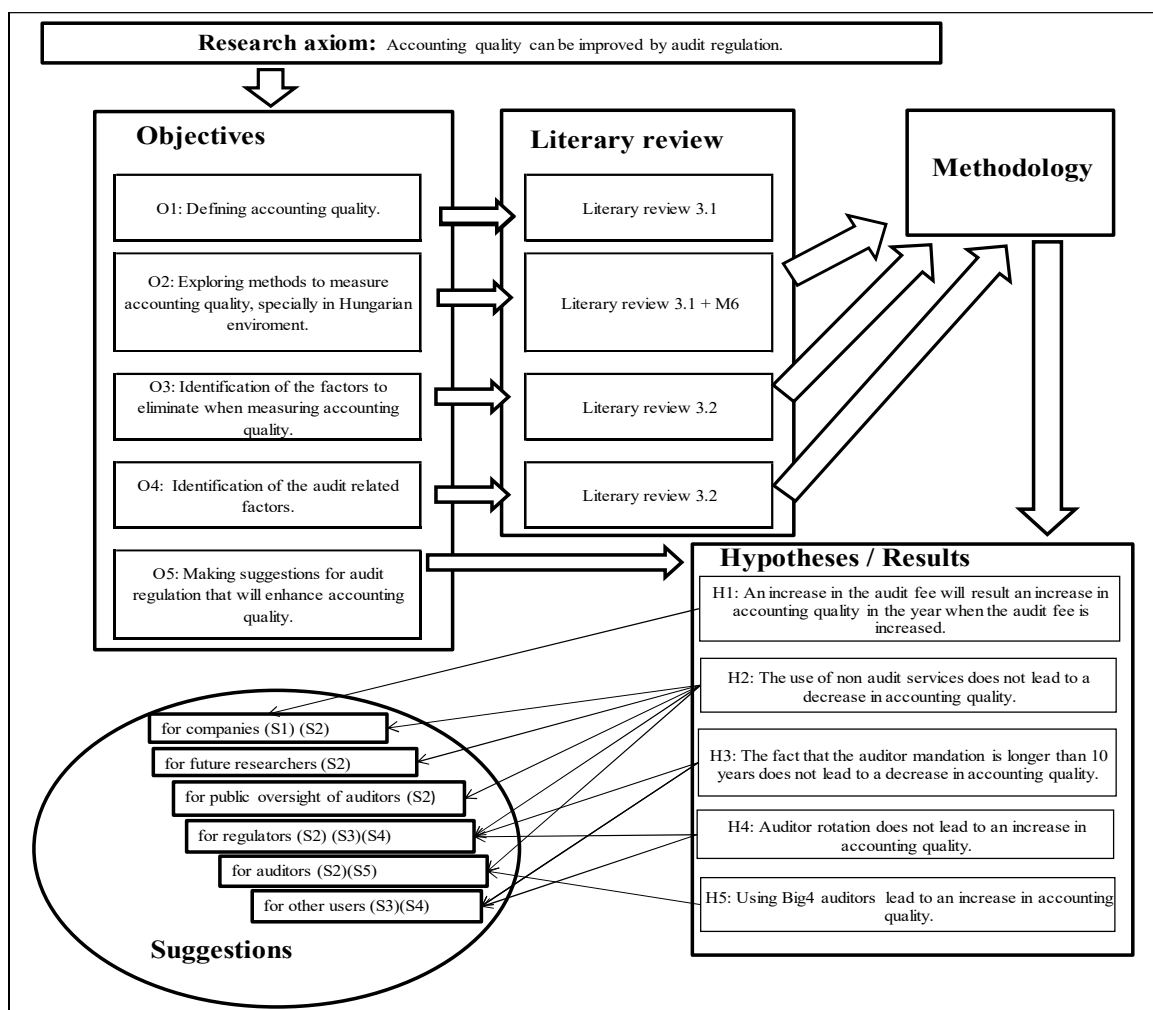 Research axiom: Accounting quality can be improved by audit regulation.
Objectives
O1: Defining accounting quality.
O2: Exploring methods to measure
accounting quality, specially in Hungarian
enviroment.
O3: Identification of the factors to
eliminate when measuring accounting
quality.
O4: Identification of the audit related
factors.
O5: Making suggestions for audit
regulation that will enhance accounting
quality.
Literary review
Literary review 3.1
Literary review 3.1 + M6
Literary review 3.2
Literary review 3.2
Methodology
Hypotheses / Results
H1: An increase in the audit fee will result an increase in
accounting quality in the year when the audit fee is
increased.
H2: The use of non audit services does not lead to a
decrease in accounting quality.
H3: The fact that the auditor mandation is longer than 10
years does not lead to a decrease in accounting quality.
H4: Auditor rotation does not lead to an increase in
accounting quality.
H5: Using Big4 auditors lead to an increase in accounting
quality.
for companies (S1) (S2)
for future researchers (S2)
for public oversight of auditors (S2)
for regulators (S2) (S3)(S4)
for auditors (S2)(S5)
for other users (S3)(S4)
Suggestions